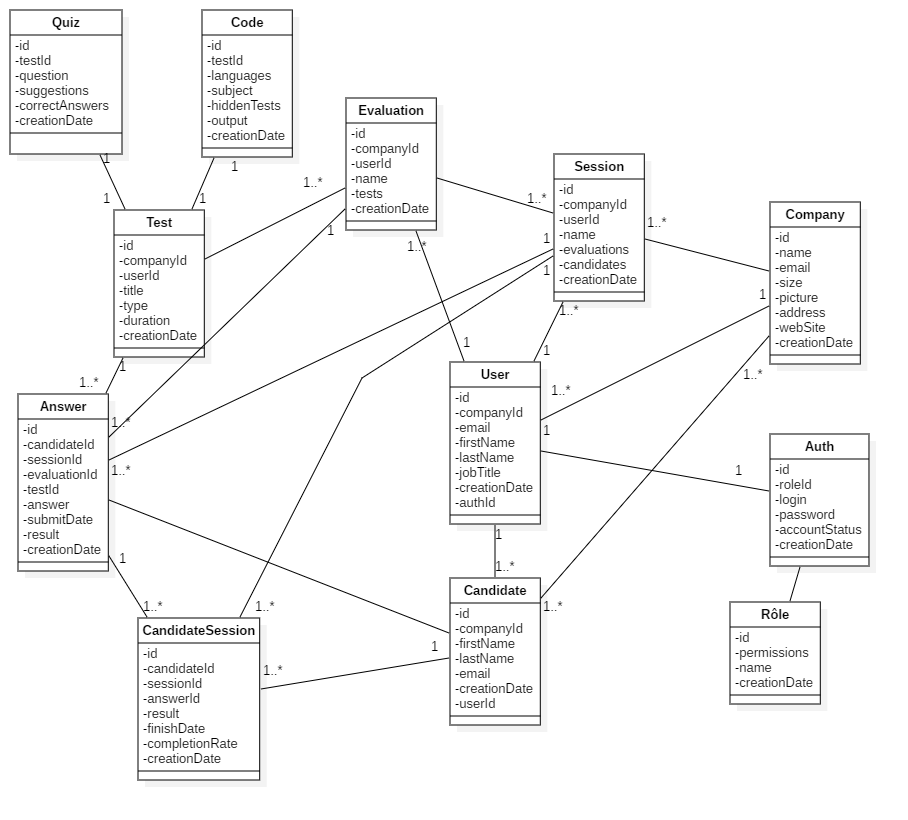 Quiz
-id
-testId
-question
-suggestions
-correctAnswers
-creationDate
Code
-id
-testId
-languages
-subject
-hiddenTests
-output
-creationDate
Evaluation
-id
-companyId
-userId
-name
-tests
-creationDate
Session
-id
-companyId
-userId
-name
-evaluations
-candidates
-creationDate
Company
-id
-name
-email
-size
-picture
-address
-webSite
-creationDate
1
1
1
1
1..*
1
1..*
1..*
1..*
1
1
1..*
1
Test
-id
-companyId
-userId
-title
-type
-duration
-creationDate
1
1..*
1
1
1..*
1..*
1
Answer
-id
-candidateId
-sessionId
-evaluationId
-testId
-answer
-submitDate
-result
-creationDate
1..*
1..*
User
-id
-companyId
-email
-firstName
-lastName
-jobTitle
-creationDate
-authId
1
Auth
-id
-roleId
-login
-password
-accountStatus
-creationDate
1
1..*
1
1..*
1..*
1
1..*
1..*
CandidateSession
-id
-candidateId
-sessionId
-answerId
-result
-finishDate
-completionRate
-creationDate
Candidate
-id
-companyId
-firstName
-lastName
-email
-creationDate
-userId
Rôle
-id
-permissions
-name
-creationDate